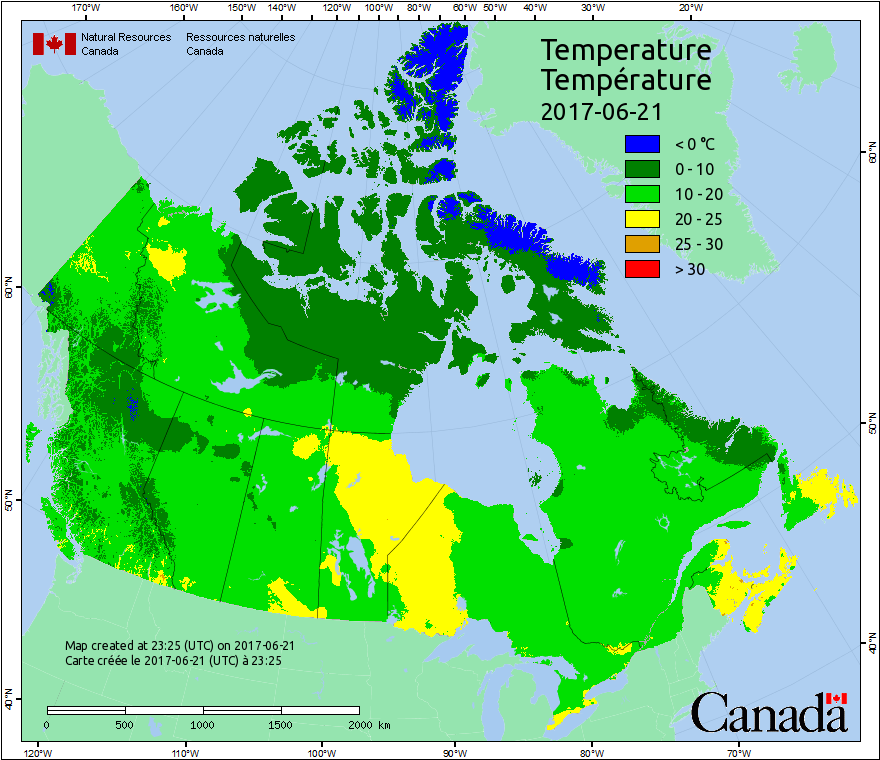 170°W 160°W 150°W 140°W 130°W 120°W 110°W 100°W 80°W 60°W 50°W 40°W 30°W 20°W
Natural Resources Ressources naturelles
Canada Canada
Temperature
Température
2017-06-21
< 0 °C
0 - 10
10 - 20
20 - 25
25 - 30
> 30
60°N
60°N
50°N
50°N
40°N
40°N
Map created at 23:25 (UTC) on 2017-06-21
Carte créée le 2017-06-21 (UTC) à 23:25
0 500 1000 1500 2000 km
Canada
120°W 110°W 100°W 90°W 80°W 70°W